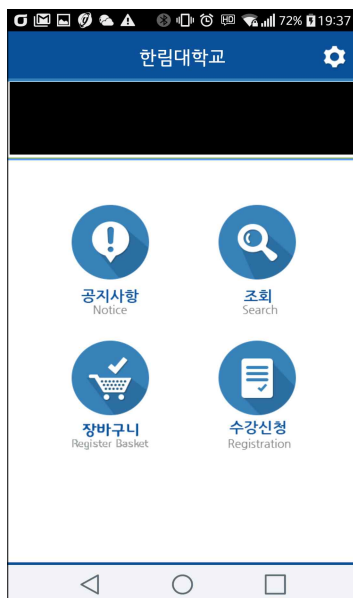 HD 72% 19:37
한림대학교
공지사항
Notice
조회
Search
장바구니
Register Basket
수강신청
Registration